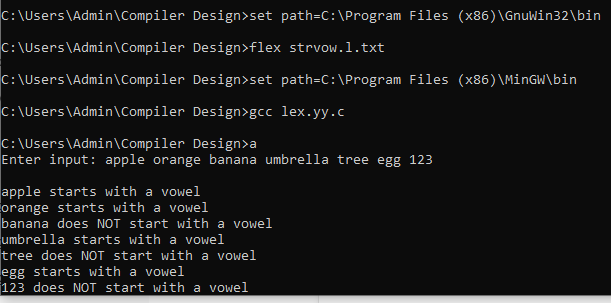 C:\Users\Admin\Compiler Design>set path=C:\Program Files (x86)\GnuWin32\bin
C:\Users\Admin\Compiler Design>flex strvow.l.txt
C:\Users\Admin\Compiler Design>set path=C:\Program Files (x86)\MinGW\bin
C:\Users\Admin\Compiler Design>gcc lex.yy.c
C:\Users\Admin\Compiler Design>a
Enter input: apple orange banana umbrella tree egg 123
apple starts with a vowel
orange starts with a vowel
banana does NOT start with a vowel
umbrella starts with a vowel
tree does NOT start with a vowel
egg starts with a vowel
123 does NOT start with a vowel